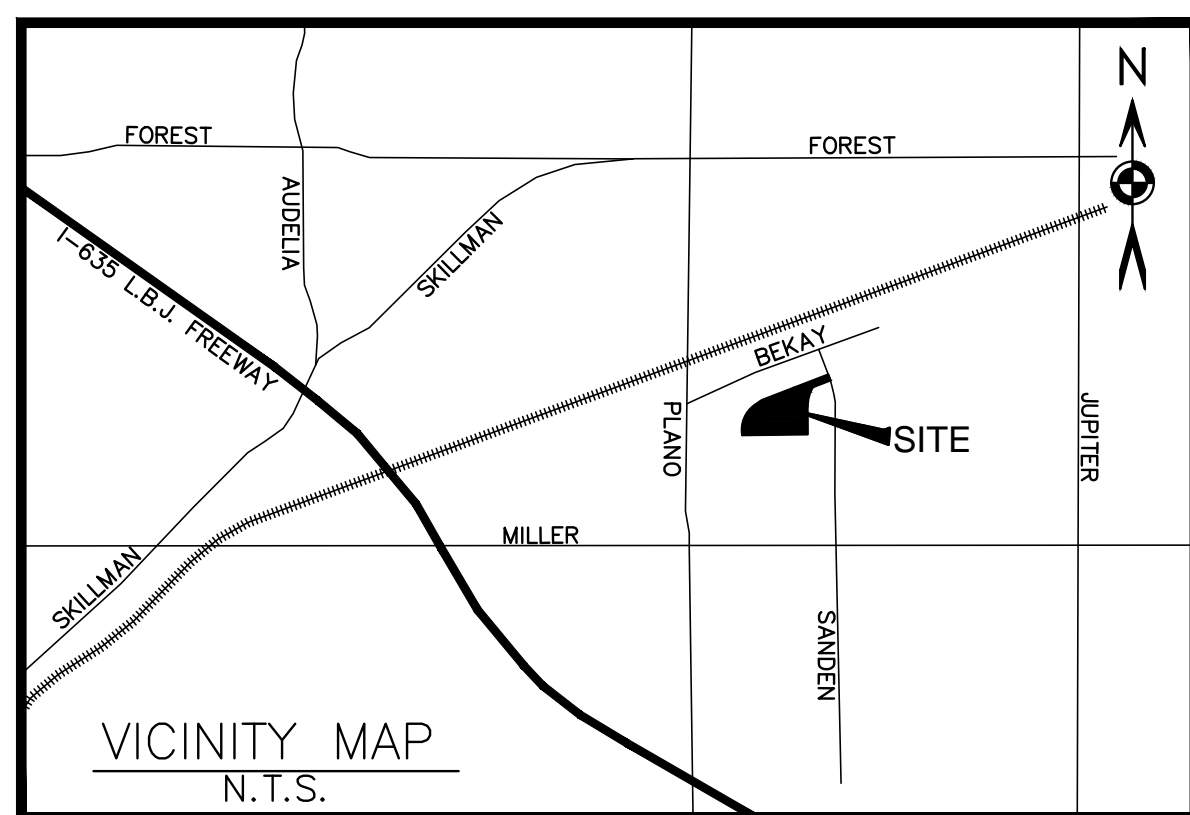 N
FOREST
FOREST
AUDELIA
SKILLMAN
I-635 L.B.J. FREEWAY
BEKAY
PLANO
JUPITER
SITE
MILLER
SKILLMAN
SANDEN
VICINITY MAP
N.T.S.